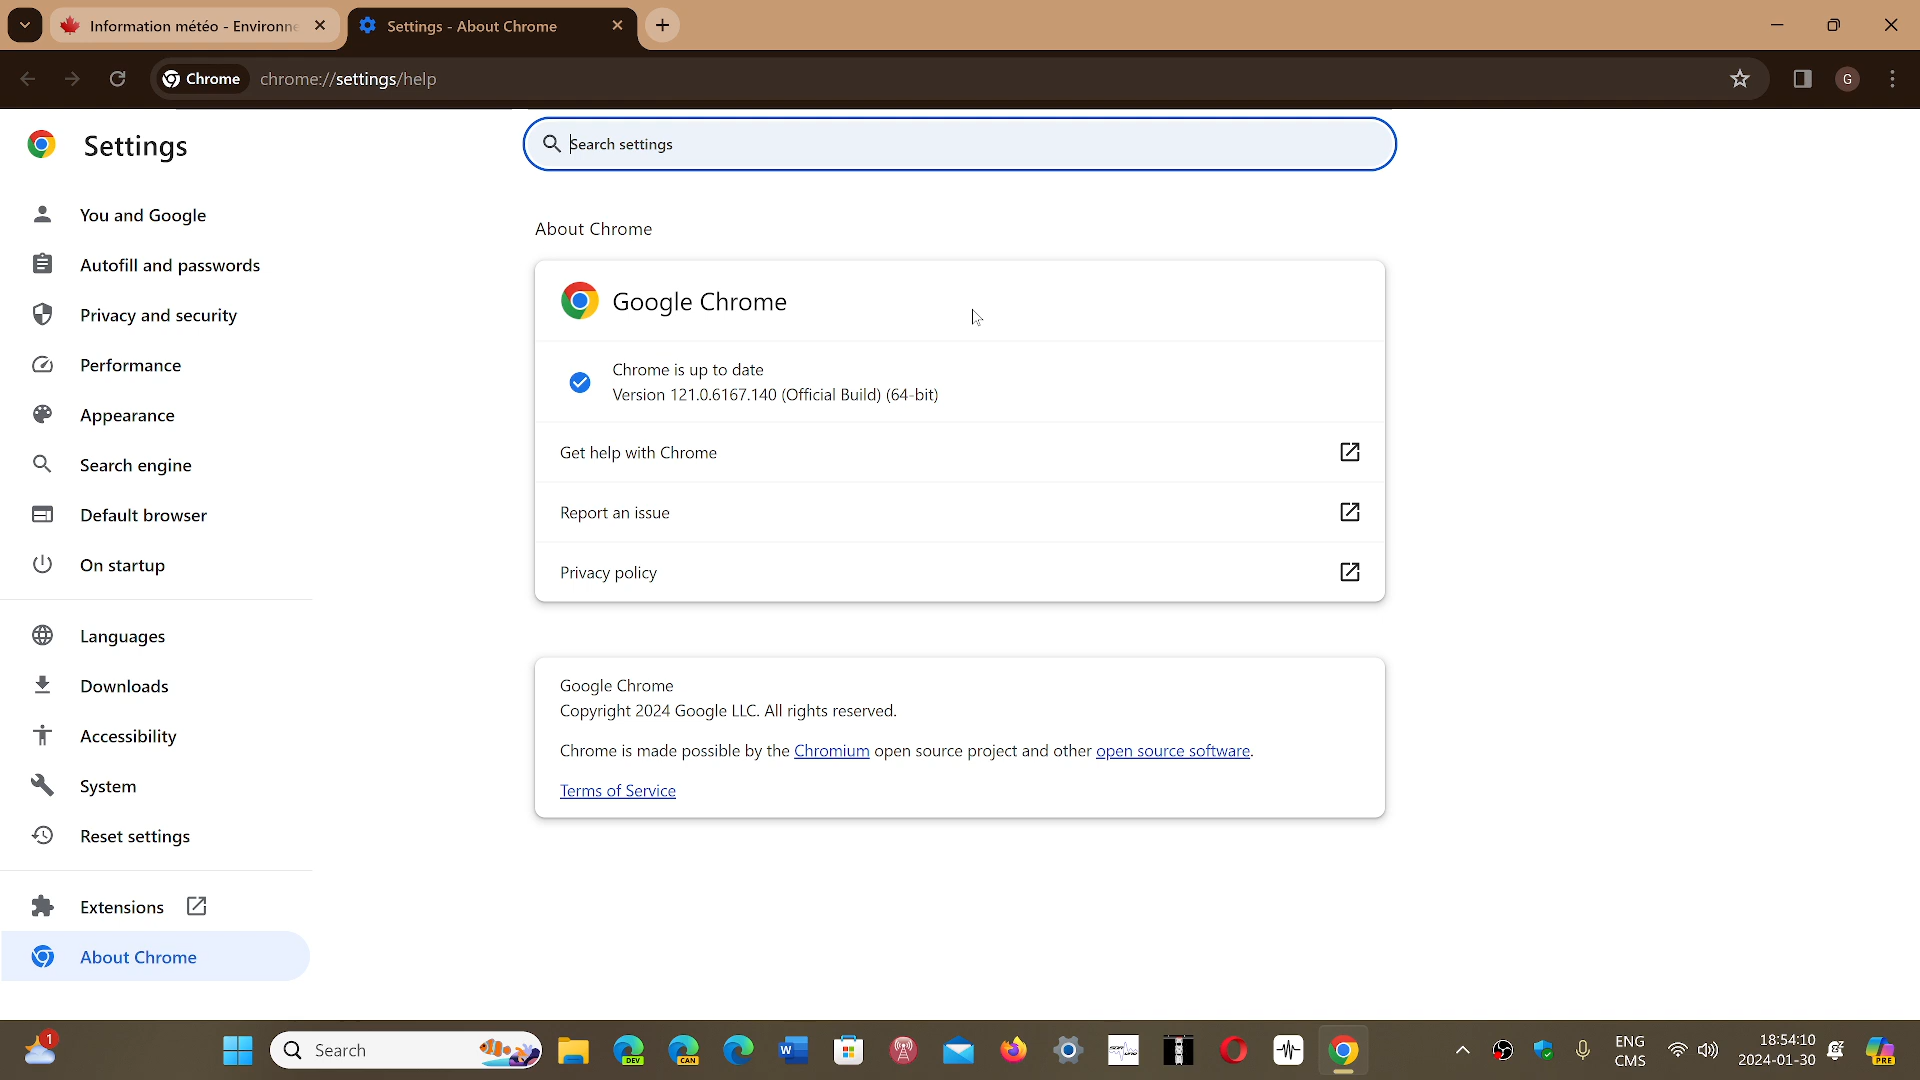 Information météo - Environne
Settings - About Chrome
Chrome
chrome://settings/help
G
Settings
Search settings
You and Google
Autofill and passwords
Privacy and security
Performance
Appearance
Search engine
Default browser
On startup
Languages
Downloads
Accessibility
System
Reset settings
Extensions
About Chrome
About Chrome
Google Chrome
Chrome is up to date
Version 121.0.6167.140 (Official Build) (64-bit)
Get help with Chrome
Report an issue
Privacy policy
Google Chrome
Copyright 2024 Google LLC. All rights reserved.
Chrome is made possible by the Chromium open source project and other open source software.
Terms of Service
1
Search
DEV
CAN
W
ENG
CMS
18:54:10
2024-01-30
PRE